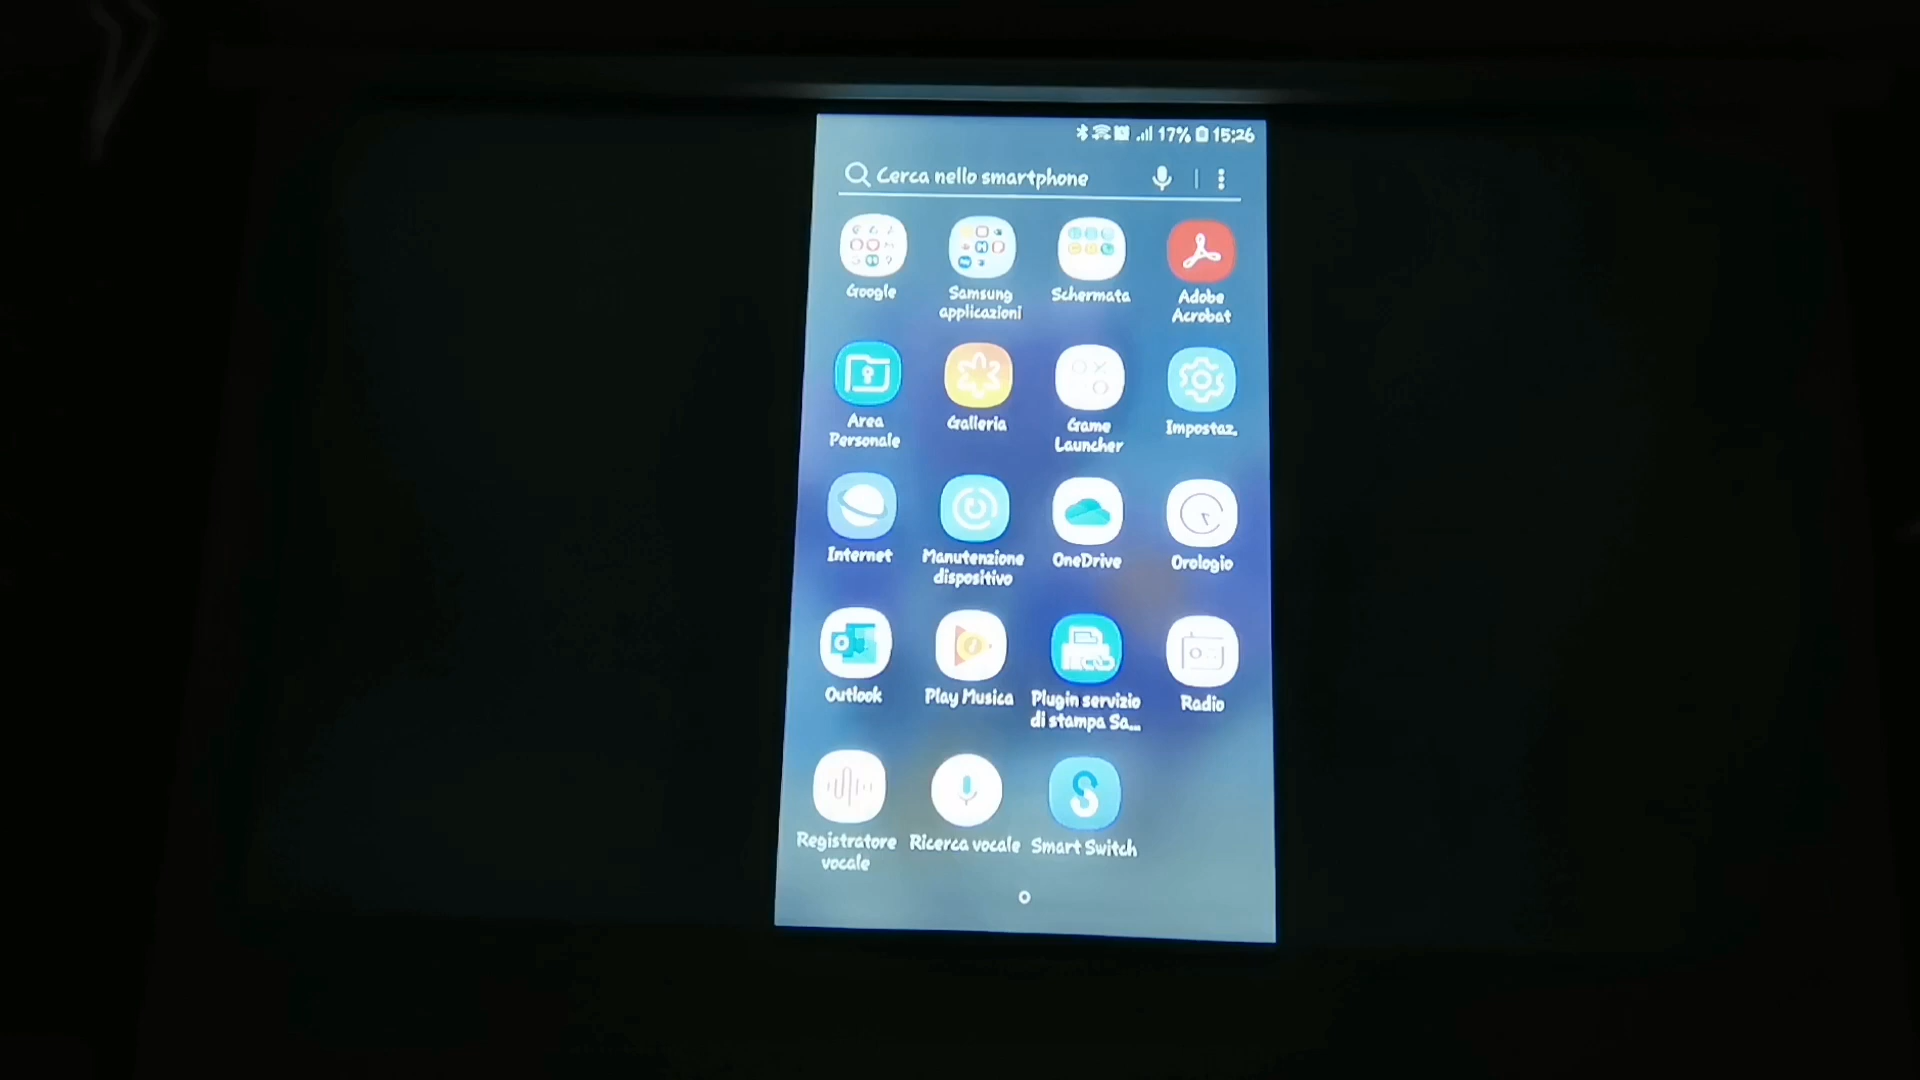 17% 15:26
Cerca nello smartphone
Google
Samsung
applicazioni
Schermata
Adobe
Acrobat
Area
Personale
Galleria
Game
Launcher
Impostaz.
Internet
Manutenzione
dispositivo
OneDrive
Orologio
Outlook
Play Musica
Plugin servizio
di stampa Sa...
Radio
Registratore
vocale
Ricerca vocale
Smart Switch